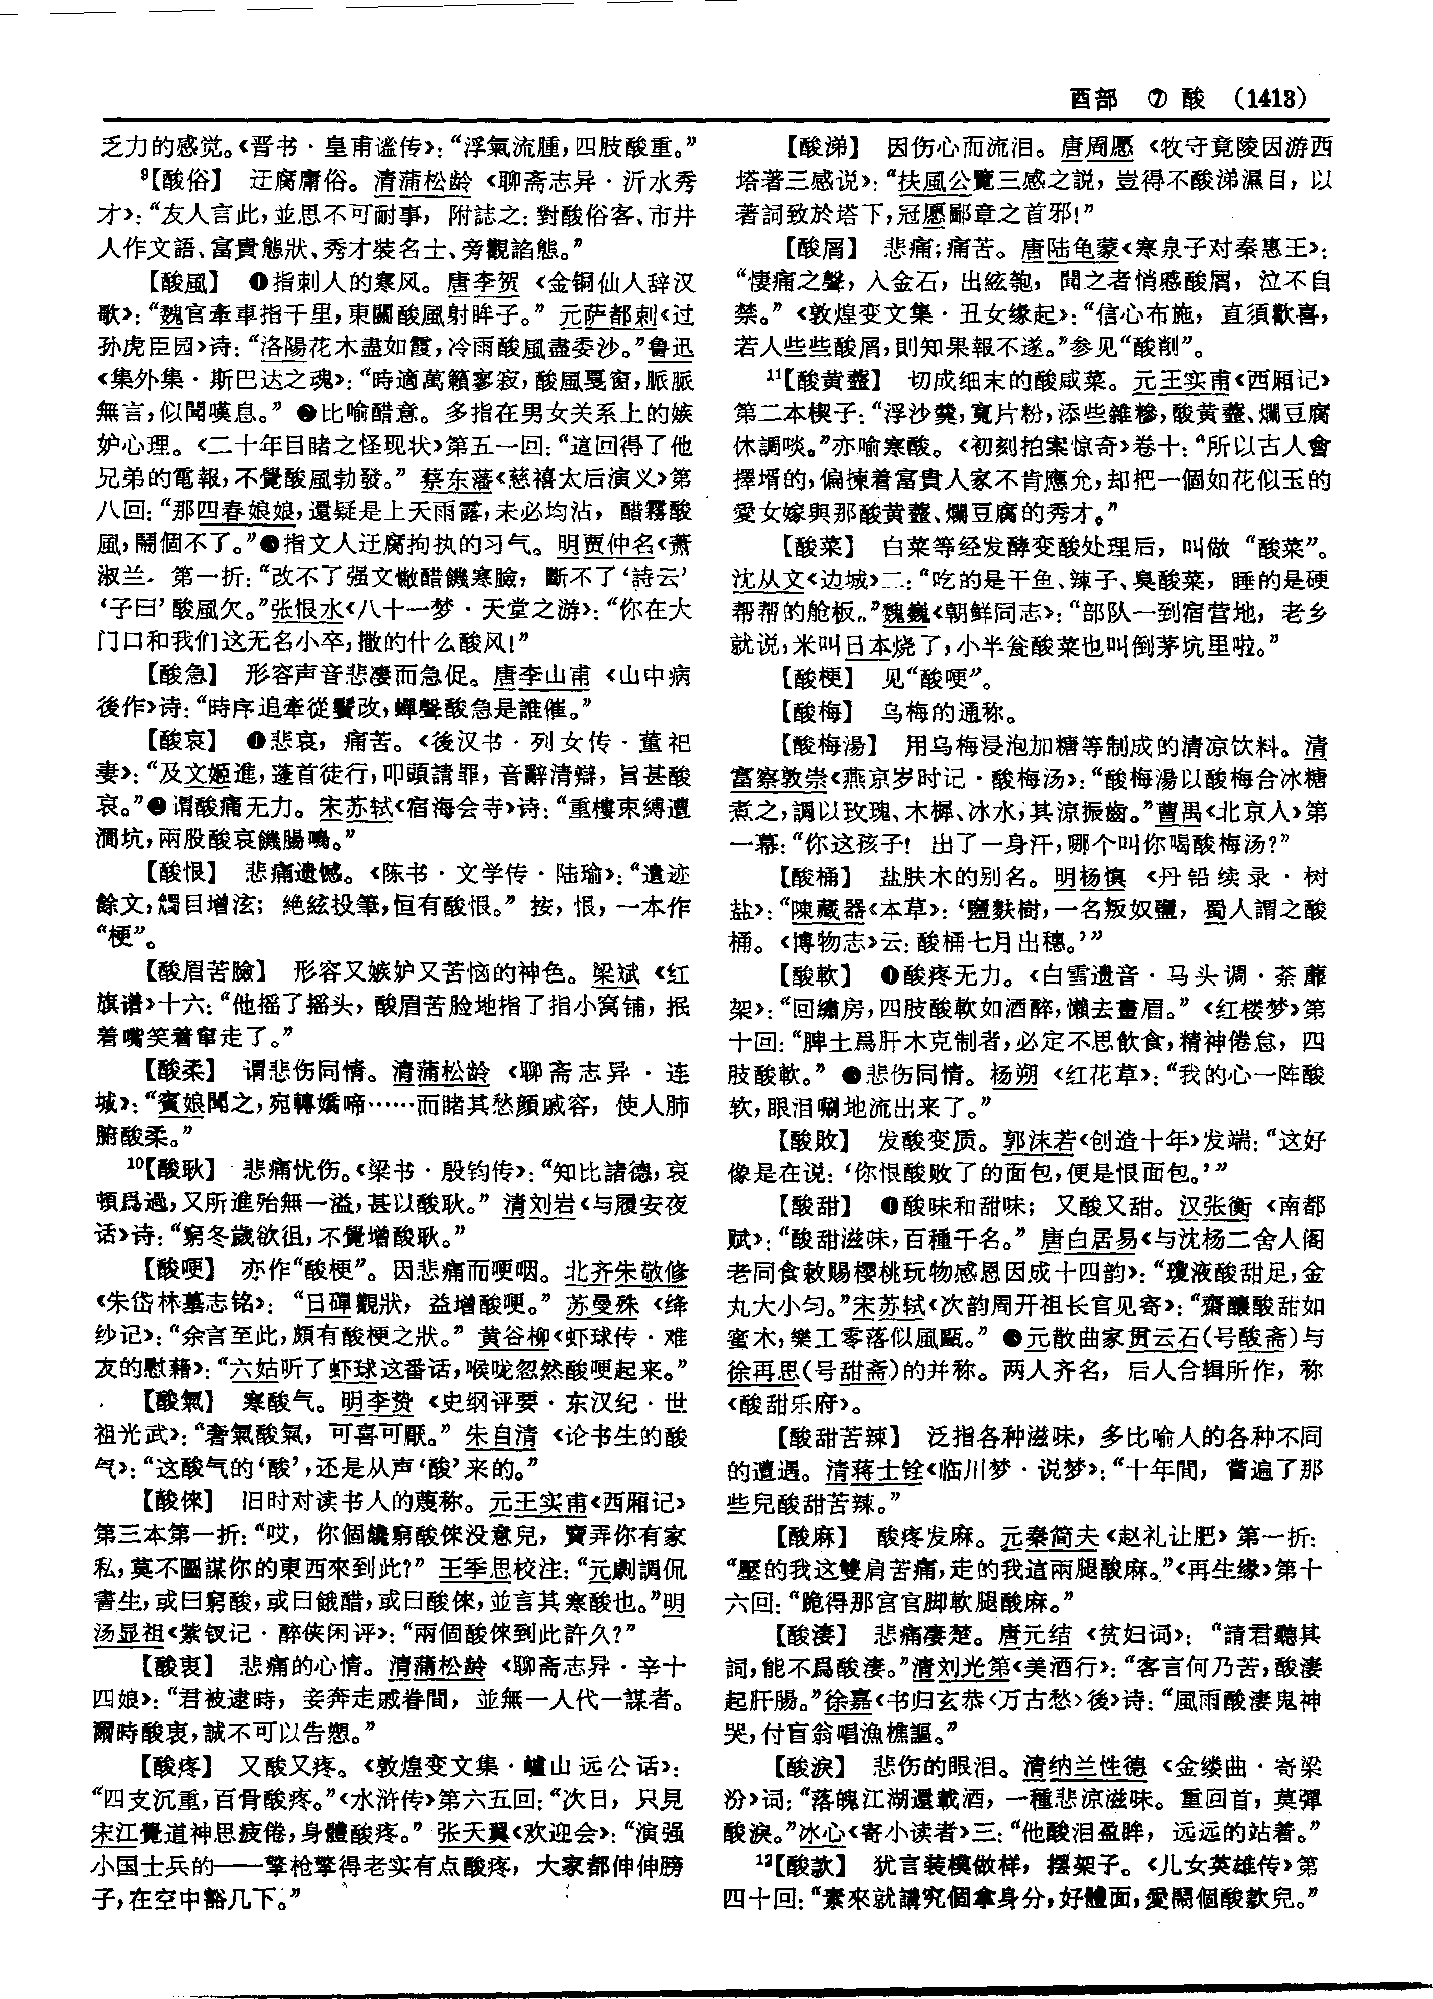 酉部 ⑦ 酸 (1413)
乏力的感觉。《晋书·皇甫谧传》：“浮氣流腫，四肢酸重。”
9【酸俗】 迂腐庸俗。清蒲松龄《聊斋志异·沂水秀
才》：“友人言此，並思不可耐事，附誌之：對酸俗客、市井
人作文語、富貴態狀、秀才裝名士、旁觀諂態。”
【酸風】 ❶指刺人的寒风。唐李贺《金铜仙人辞汉
歌》：“魏官牽車指千里，東關酸風射眸子。” 元萨都剌《过
孙虎臣园》诗：“洛陽花木盡如霞，冷雨酸風盡委沙。”鲁迅
《集外集·斯巴达之魂》：“時適萬籟寥寂，酸風戛窗，脈脈
無言，似聞嘆息。” ❷比喻醋意。多指在男女关系上的嫉
妒心理。《二十年目睹之怪现状》第五一回：“這回得了他
兄弟的電報，不覺酸風勃發。” 蔡东藩《慈禧太后演义》第
八回：“那四春娘娘，還疑是上天雨露，未必均沾，醋霧酸
風，鬧個不了。”❸指文人迂腐拘执的习气。明贾仲名《萧
淑兰》第一折：“改不了强文憋醋饑寒臉，斷不了‘詩云’
‘子曰’酸風欠。”张恨水《八十一梦·天堂之游》：“你在大
门口和我们这无名小卒，撒的什么酸风！”
【酸急】 形容声音悲凄而急促。唐李山甫《山中病
後作》诗：“時序追牽從鬢改，蟬聲酸急是誰催。”
【酸哀】 ❶悲哀，痛苦。《後汉书·列女传·董祀
妻》：“及文姬進，蓬首徒行，叩頭請罪，音辭清辯，旨甚酸
哀。”❷谓酸痛无力。宋苏轼《宿海会寺》诗：“重樓束縛遭
澗坑，兩股酸哀饑腸鳴。”
【酸恨】 悲痛遗憾。《陈书·文学传·陆瑜》：“遺迹
餘文，觸目增泫；絶絃投筆，恒有酸恨。”按，恨，一本作
“梗”。
【酸眉苦臉】 形容又嫉妒又苦恼的神色。梁斌《红
旗谱》十六：“他摇了摇头，酸眉苦脸地指了指小窝铺，抿
着嘴笑着窜走了。”
【酸柔】 谓悲伤同情。清蒲松龄《聊斋志异·连
城》：“賓娘聞之，宛轉嬌啼……而睹其愁顔戚容，使人肺
腑酸柔。”
10【酸耿】 悲痛忧伤。《梁书·殷钧传》：“知比諸德，哀
頓爲過，又所進殆無一溢，甚以酸耿。” 清刘岩《与履安夜
话》诗：“窮冬歲欲徂，不覺增酸耿。”
【酸哽】 亦作“酸梗”。因悲痛而哽咽。北齐朱敬修
《朱岱林墓志铭》：“日磾觀狀，益增酸哽。” 苏曼殊《绛
纱记》：“余言至此，頗有酸梗之狀。” 黄谷柳《虾球传·难
友的慰藉》：“六姑听了虾球这番话，喉咙忽然酸哽起来。”
【酸氣】 寒酸气。明李贽《史纲评要·东汉纪·世
祖光武》：“耆氣酸氣，可喜可厭。” 朱自清《论书生的酸
气》：“这酸气的‘酸’，还是从声‘酸’来的。”
【酸倈】 旧时对读书人的蔑称。元王实甫《西厢记》
第三本第一折：“哎，你個饞窮酸倈没意兒，賣弄你有家
私，莫不圖謀你的東西來到此？” 王季思校注：“元劇調侃
書生，或曰窮酸，或曰餓醋，或曰酸倈，並言其寒酸也。”明
汤显祖《紫钗记·醉侠闲评》：“兩個酸倈到此許久？”
【酸衷】 悲痛的心情。清蒲松龄《聊斋志异·辛十
四娘》：“君被逮時，妾奔走戚眷間，並無一人代一謀者。
爾時酸衷，誠不可以告愬。”
【酸疼】 又酸又疼。《敦煌变文集·嚧山远公话》：
“四支沉重，百骨酸疼。”《水浒传》第六五回：“次日，只見
宋江覺道神思疲倦，身體酸疼。” 张天翼《欢迎会》：“演强
小国士兵的——擎枪擎得老实有点酸疼，大家都伸伸膀
子，在空中豁几下。”
【酸涕】 因伤心而流泪。唐周愿《牧守竟陵因游西
塔著三感说》：“扶風公覽三感之説，豈得不酸涕濕目，以
著詞致於塔下，冠愿鄙章之首邪！”
【酸屑】 悲痛；痛苦。唐陆龟蒙《寒泉子对秦惠王》：
“悽痛之聲，入金石，出絃匏，聞之者悄慼酸屑，泣不自
禁。”《敦煌变文集·丑女缘起》：“信心布施，直須歡喜，
若人些些酸屑，則知果報不遂。”参见“酸削”。
11【酸黄虀】 切成细末的酸咸菜。元王实甫《西厢记》
第二本楔子：“浮沙羹，寬片粉，添些雜糝，酸黄虀、爛豆腐
休調啖。”亦喻寒酸。《初刻拍案惊奇》卷十：“所以古人會
擇壻的，偏揀着富貴人家不肯應允，却把一個如花似玉的
愛女嫁與那酸黄虀、爛豆腐的秀才。”
【酸菜】 白菜等经发酵变酸处理后，叫做“酸菜”。
沈从文《边城》二：“吃的是干鱼、辣子、臭酸菜，睡的是硬
帮帮的舱板。”魏巍《朝鲜同志》：“部队一到宿营地，老乡
就说，米叫日本烧了，小半瓮酸菜也叫倒茅坑里啦。”
【酸梗】 见“酸哽”。
【酸梅】 乌梅的通称。
【酸梅湯】 用乌梅浸泡加糖等制成的清凉饮料。清
富察敦崇《燕京岁时记·酸梅汤》：“酸梅湯以酸梅合冰糖
煮之，調以玫瑰、木樨、冰水，其涼振齒。”曹禺《北京人》第
一幕：“你这孩子！出了一身汗，哪个叫你喝酸梅汤？”
【酸桶】 盐肤木的别名。明杨慎《丹铅续录·树
盐》：“陳藏器《本草》：‘鹽麩樹，一名叛奴鹽，蜀人謂之酸
桶。《博物志》云：酸桶七月出穗。’”
【酸軟】 ❶酸疼无力。《白雪遗音·马头调·荼蘼
架》：“回繡房，四肢酸軟如酒醉，懶去畫眉。”《红楼梦》第
十回：“脾土爲肝木克制者，必定不思飲食，精神倦怠，四
肢酸軟。” ❷悲伤同情。杨朔《红花草》：“我的心一阵酸
软，眼泪唰地流出来了。”
【酸敗】 发酸变质。郭沫若《创造十年》发端：“这好
像是在说：‘你恨酸败了的面包，便是恨面包。’”
【酸甜】 ❶酸味和甜味；又酸又甜。汉张衡《南都
赋》：“酸甜滋味，百種千名。” 唐白居易《与沈杨二舍人阁
老同食敕赐樱桃玩物感恩因成十四韵》：“瓊液酸甜足，金
丸大小匀。”宋苏轼《次韵周开祖长官见寄》：“齋釀酸甜如
蜜木，樂工零落似風甌。” ❷元散曲家贯云石（号酸斋）与
徐再思（号甜斋）的并称。两人齐名，后人合辑所作，称
《酸甜乐府》。
【酸甜苦辣】 泛指各种滋味，多比喻人的各种不同
的遭遇。清蒋士铨《临川梦·说梦》：“十年間，嘗遍了那
些兒酸甜苦辣。”
【酸麻】 酸疼发麻。元秦简夫《赵礼让肥》第一折：
“壓的我这雙肩苦痛，走的我這兩腿酸麻。”《再生缘》第十
六回：“跪得那宫官脚軟腿酸麻。”
【酸淒】 悲痛凄楚。唐元结《贫妇词》：“請君聽其
詞，能不爲酸淒。”清刘光第《美酒行》：“客言何乃苦，酸淒
起肝腸。”徐嘉《书归玄恭〈万古愁〉後》诗：“風雨酸淒鬼神
哭，付盲翁唱漁樵謳。”
【酸淚】 悲伤的眼泪。清纳兰性德《金缕曲·寄梁
汾》词：“落魄江湖還載酒，一種悲涼滋味。重回首，莫彈
酸淚。”冰心《寄小读者》三：“他酸泪盈眸，远远的站着。”
12【酸款】 犹言装模做样，摆架子。《儿女英雄传》第
四十回：“素來就講究個拿身分，好體面，愛鬧個酸款兒。”